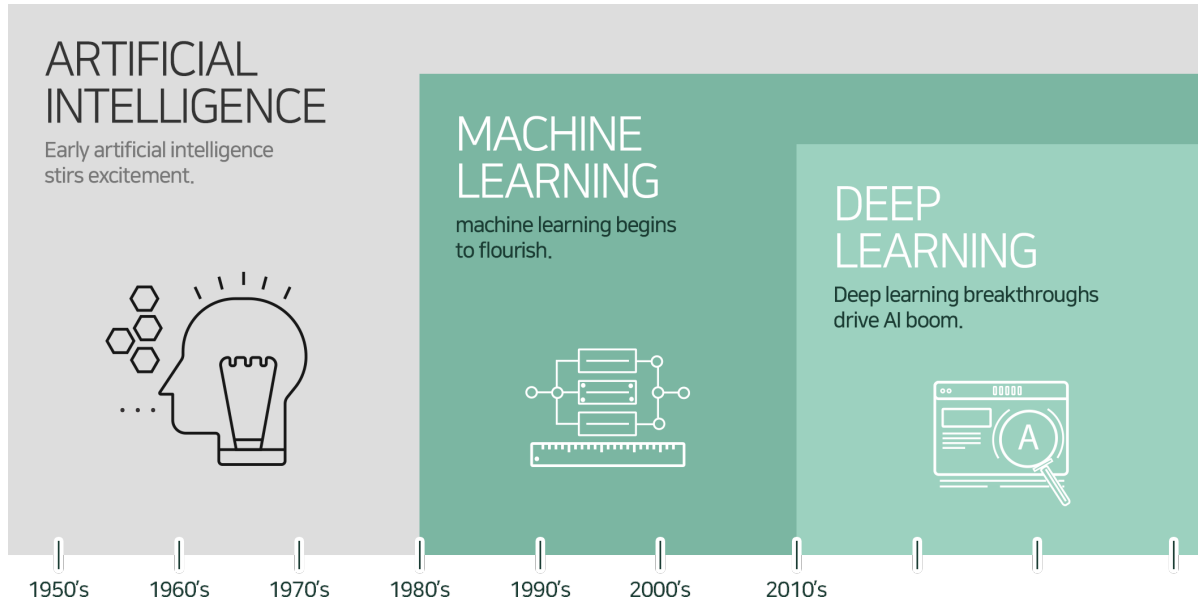 ARTIFICIAL
INTELLIGENCE
Early artificial intelligence
stirs excitement.
MACHINE
LEARNING
machine learning begins
to flourish.
DEEP
LEARNING
Deep learning breakthroughs
drive AI boom.
A
1950's
1960's
1970's
1980's
1990's
2000's
2010's